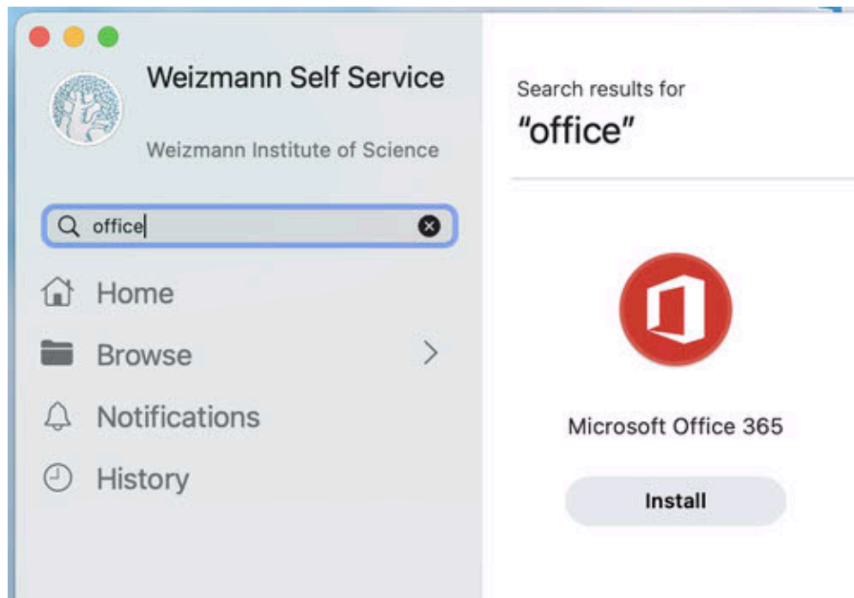 Weizmann Self Service
Weizmann Institute of Science
office
Home
Browse
Notifications
History
Search results for
“office”
Microsoft Office 365
Install